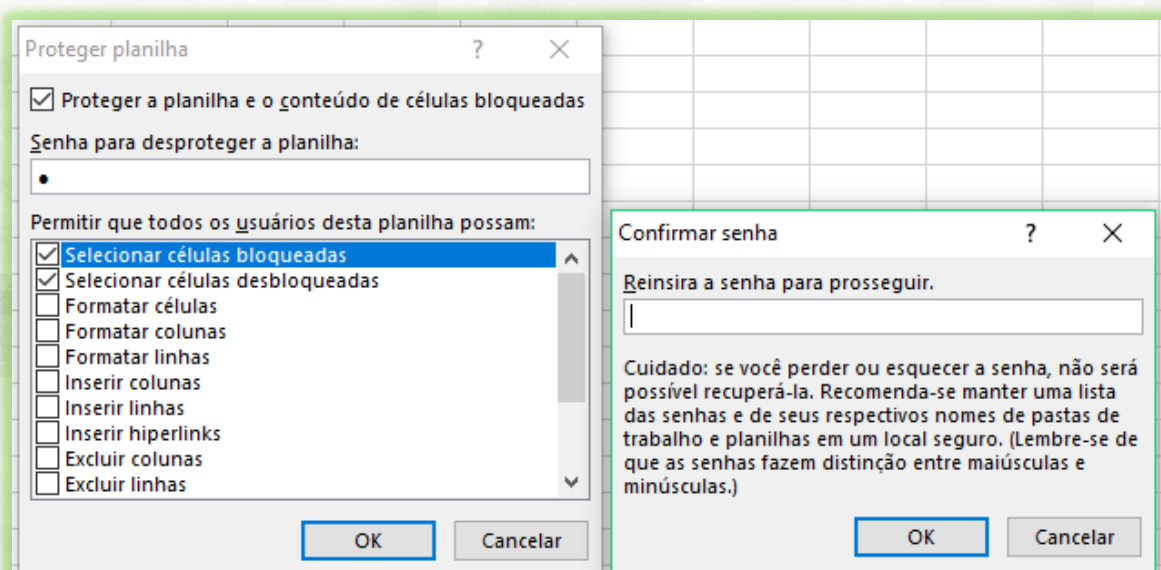 Proteger planilha ?
Proteger a planilha e o conteúdo de células bloqueadas
Senha para desproteger a planilha:
Permitir que todos os usuários desta planilha possam:
Selecionar células bloqueadas
Selecionar células desbloqueadas
Formatar células
Formatar colunas
Formatar linhas
Inserir colunas
Inserir linhas
Inserir hiperlinks
Excluir colunas
Excluir linhas
OK Cancelar
Confirmar senha ?
Reinsira a senha para prosseguir.
Cuidado: se você perder ou esquecer a senha, não será
possível recuperá-la. Recomenda-se manter uma lista
das senhas e de seus respectivos nomes de pastas de
trabalho e planilhas em um local seguro. (Lembre-se de
que as senhas fazem distinção entre maiúsculas e
minúsculas.)
OK Cancelar